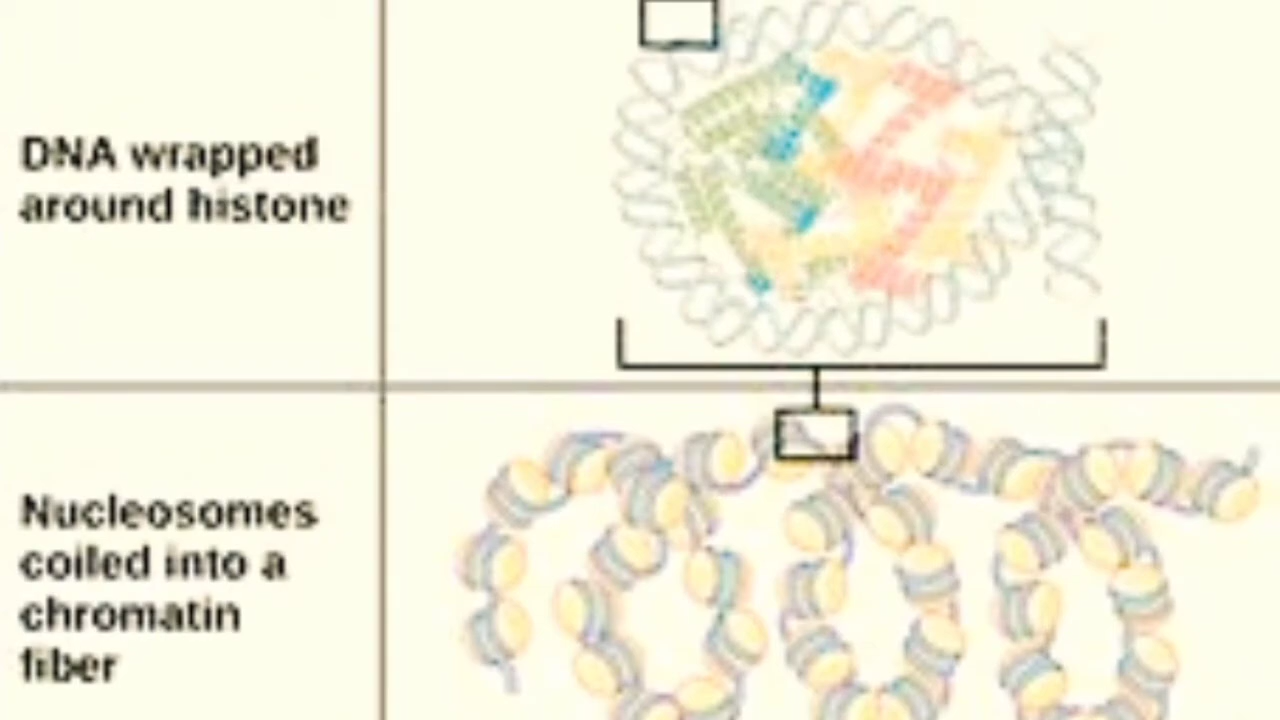 DNA wrapped
around histone
Nucleosomes
coiled into a
chromatin
fiber